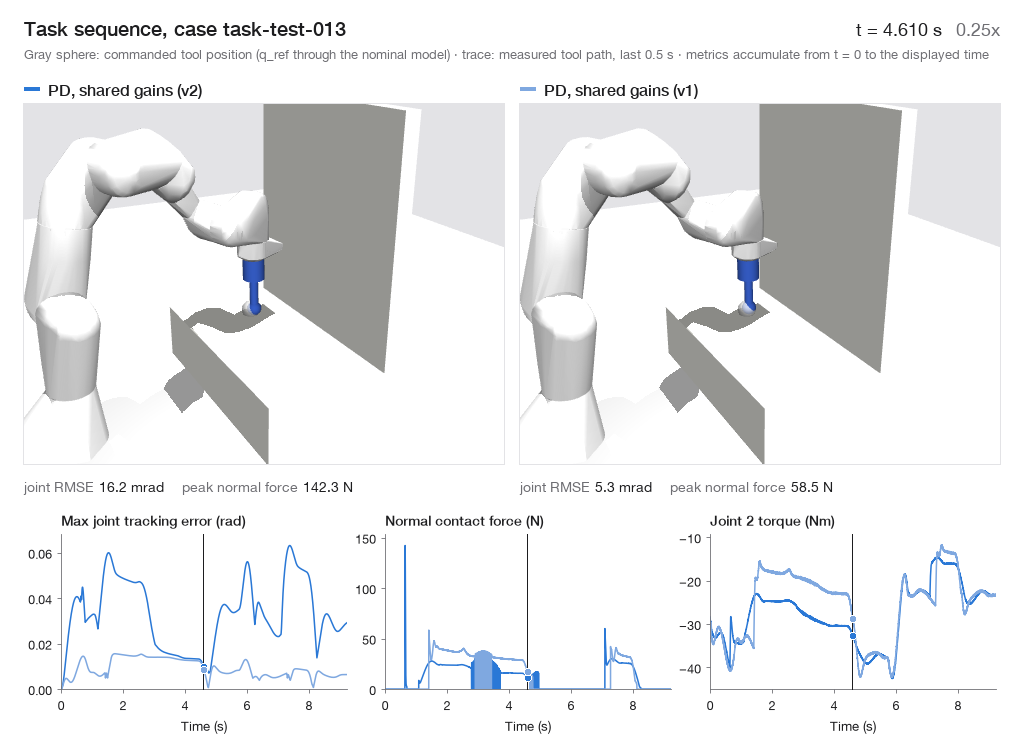 Task sequence, case task-test-013
t = 4.610 s 0.25x
Gray sphere: commanded tool position (q_ref through the nominal model) · trace: measured tool path, last 0.5 s · metrics accumulate from t = 0 to the displayed time
PD, shared gains (v2)
PD, shared gains (v1)
joint RMSE 16.2 mrad peak normal force 142.3 N
joint RMSE 5.3 mrad peak normal force 58.5 N
Max joint tracking error (rad)
0.06
0.04
0.02
0.00
0 2 4 6 8
Time (s)
Normal contact force (N)
150
100
50
0
0 2 4 6 8
Time (s)
Joint 2 torque (Nm)
−10
−20
−30
−40
0 2 4 6 8
Time (s)